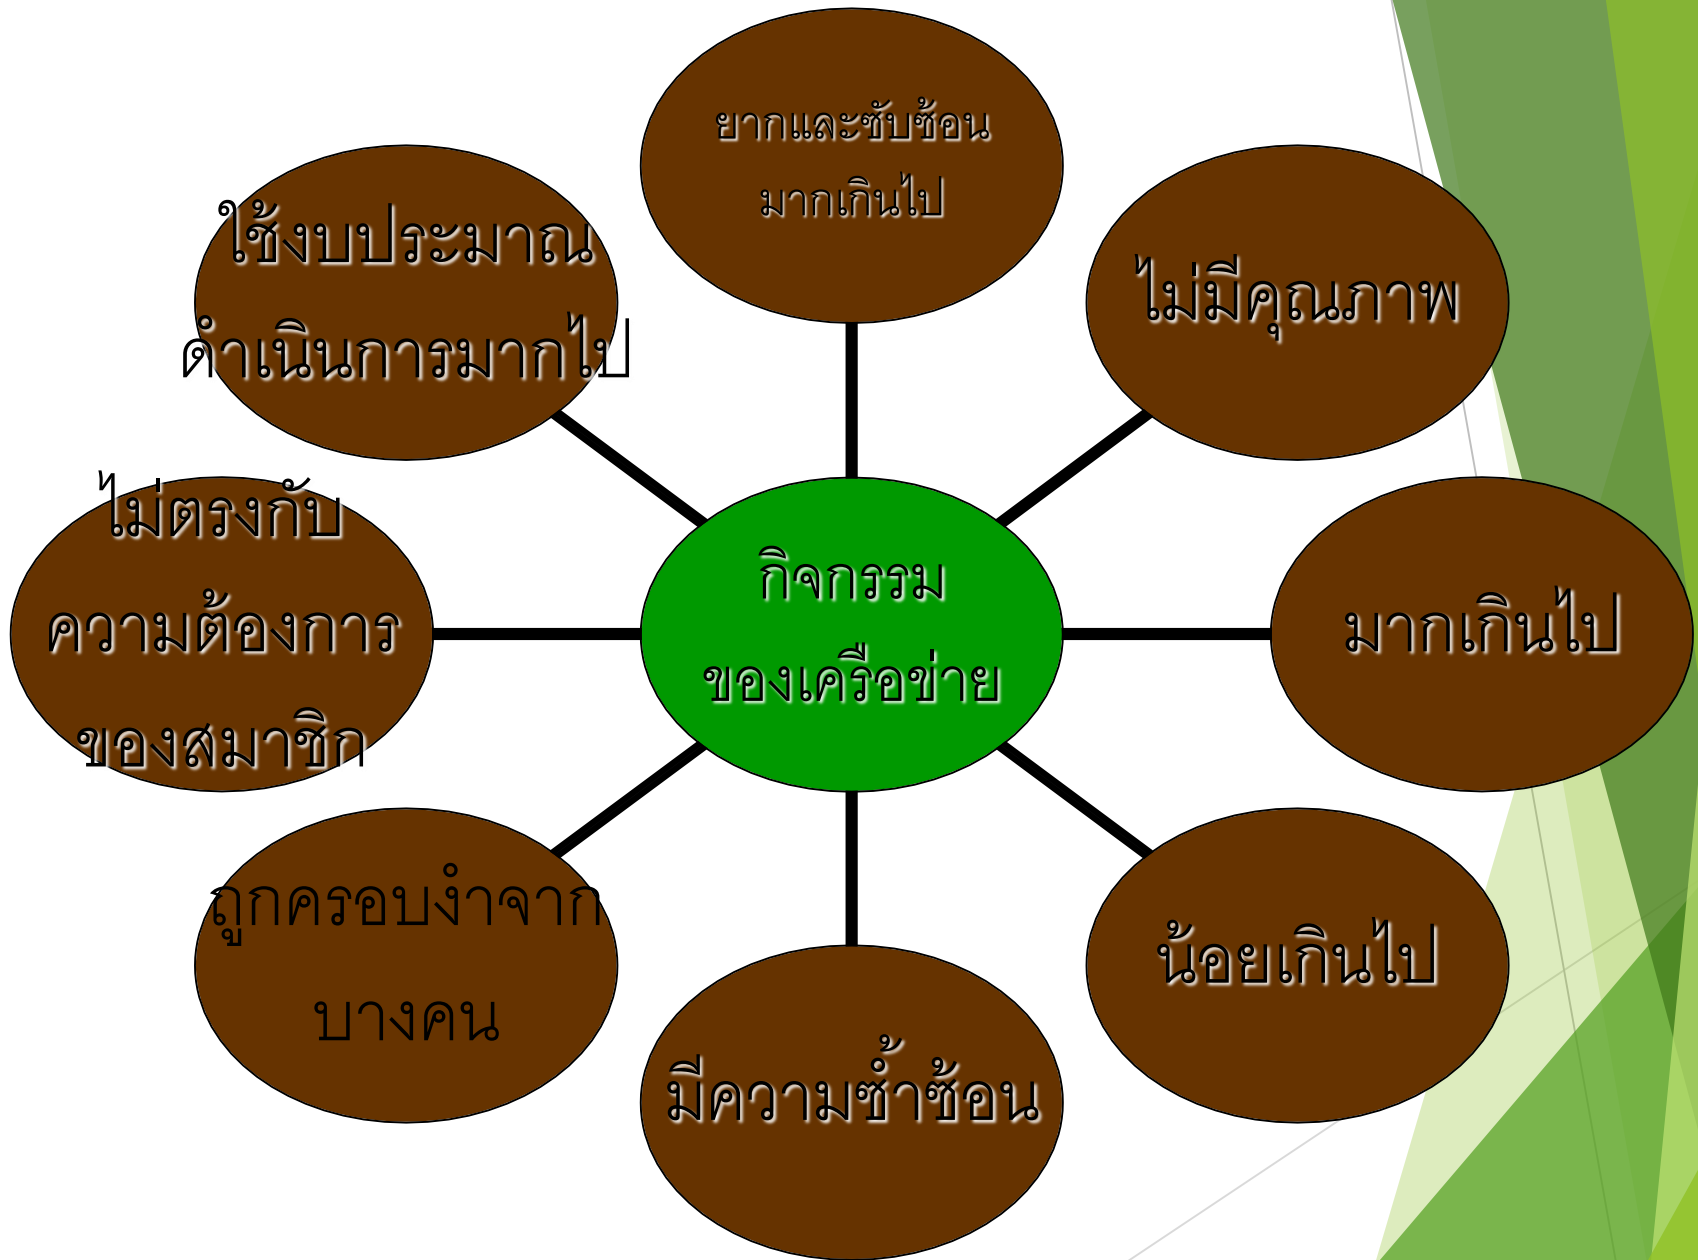 ยากและซับซ้อน
มากเกินไป
ไม่มีคุณภาพ
มากเกินไป
น้อยเกินไป
มีความซ้ำซ้อน
ถูกครอบงำจาก
บางคน
ไม่ตรงกับ
ความต้องการ
ของสมาชิก
ใช้งบประมาณ
ดำเนินการมากไป
กิจกรรม
ของเครือข่าย